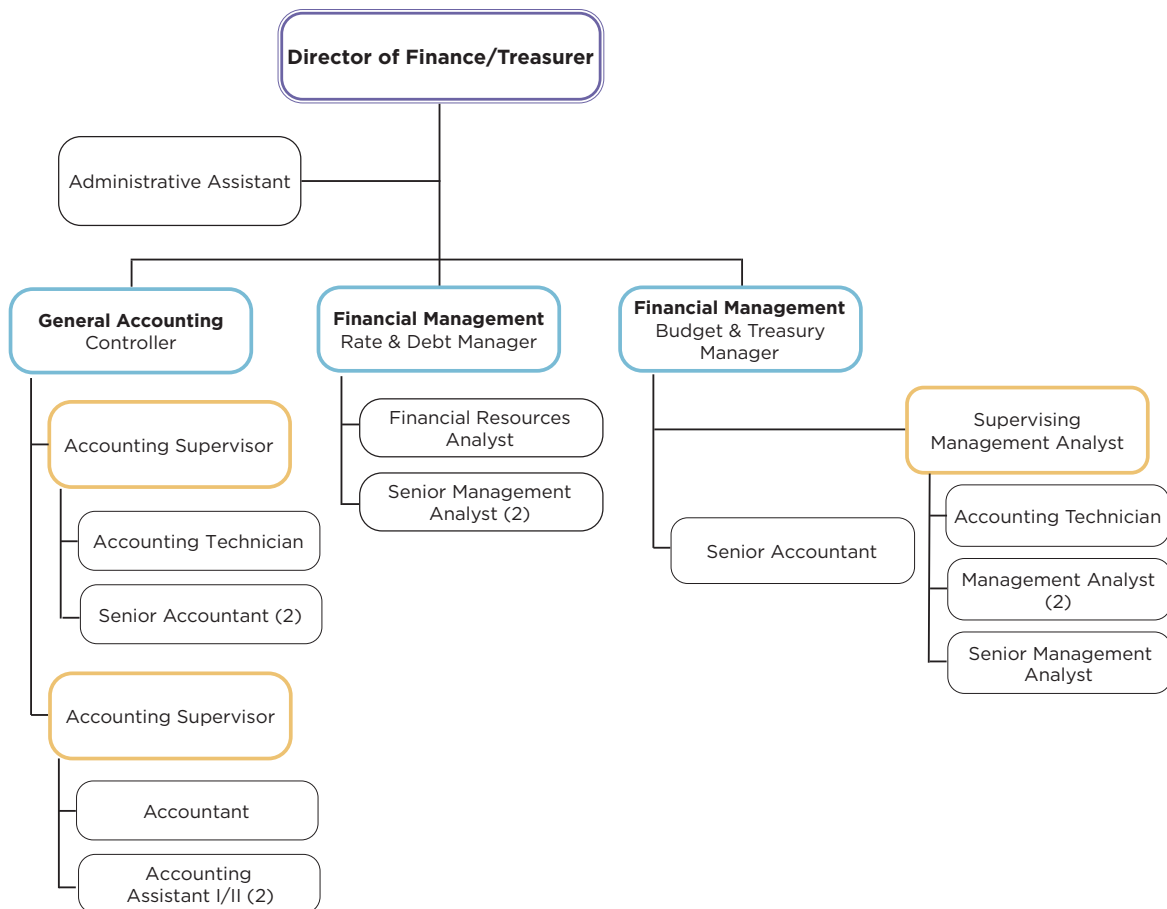 Director of Finance/Treasurer
Administrative Assistant
General Accounting
Controller
Accounting Supervisor
Accounting Technician
Senior Accountant (2)
Accounting Supervisor
Accountant
Accounting
Assistant I/II (2)
Financial Management
Rate & Debt Manager
Financial Resources
Analyst
Senior Management
Analyst (2)
Financial Management
Budget & Treasury
Manager
Senior Accountant
Supervising
Management Analyst
Accounting Technician
Management Analyst
(2)
Senior Management
Analyst